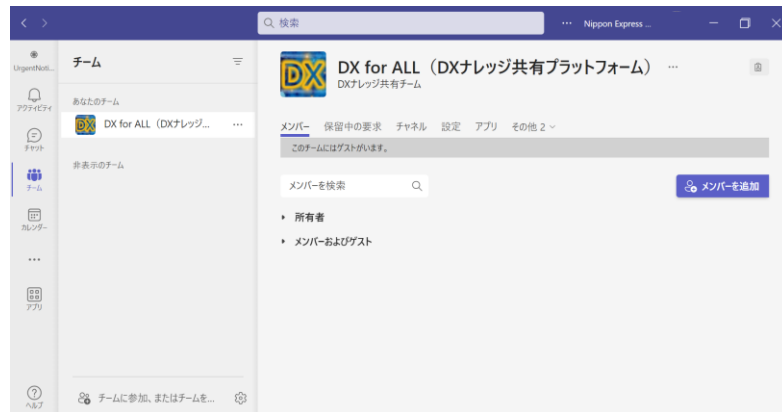 検索
Nippon Express ...
UrgentNoti...
アクティビティ
チャット
チーム
カレンダー
アプリ
ヘルプ
チーム
あなたのチーム
DX for ALL（DXナレッジ...
非表示のチーム
チームに参加、またはチームを...
DX
DX
DX for ALL（DXナレッジ共有プラットフォーム）
DXナレッジ共有チーム
メンバー 保留中の要求 チャネル 設定 アプリ その他 2
このチームにはゲストがいます。
メンバーを検索
メンバーを追加
所有者
メンバーおよびゲスト